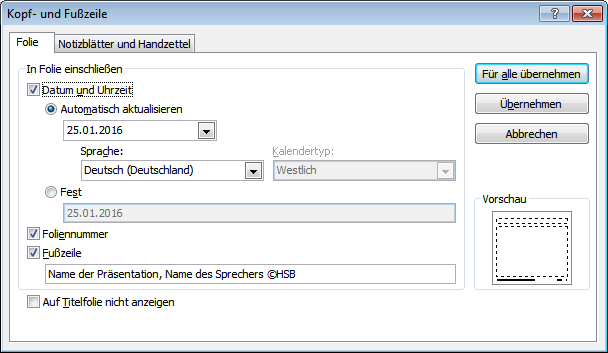 Kopf- und Fußzeile
Folie
Notizblätter und Handzettel
In Folie einschließen
Datum und Uhrzeit
Automatisch aktualisieren
25.01.2016
Sprache:
Kalendertyp:
Deutsch (Deutschland)
Westlich
Fest
25.01.2016
Foliennummer
Fußzeile
Name der Präsentation, Name des Sprechers ©HSB
Auf Titelfolie nicht anzeigen
Für alle übernehmen
Übernehmen
Abbrechen
Vorschau